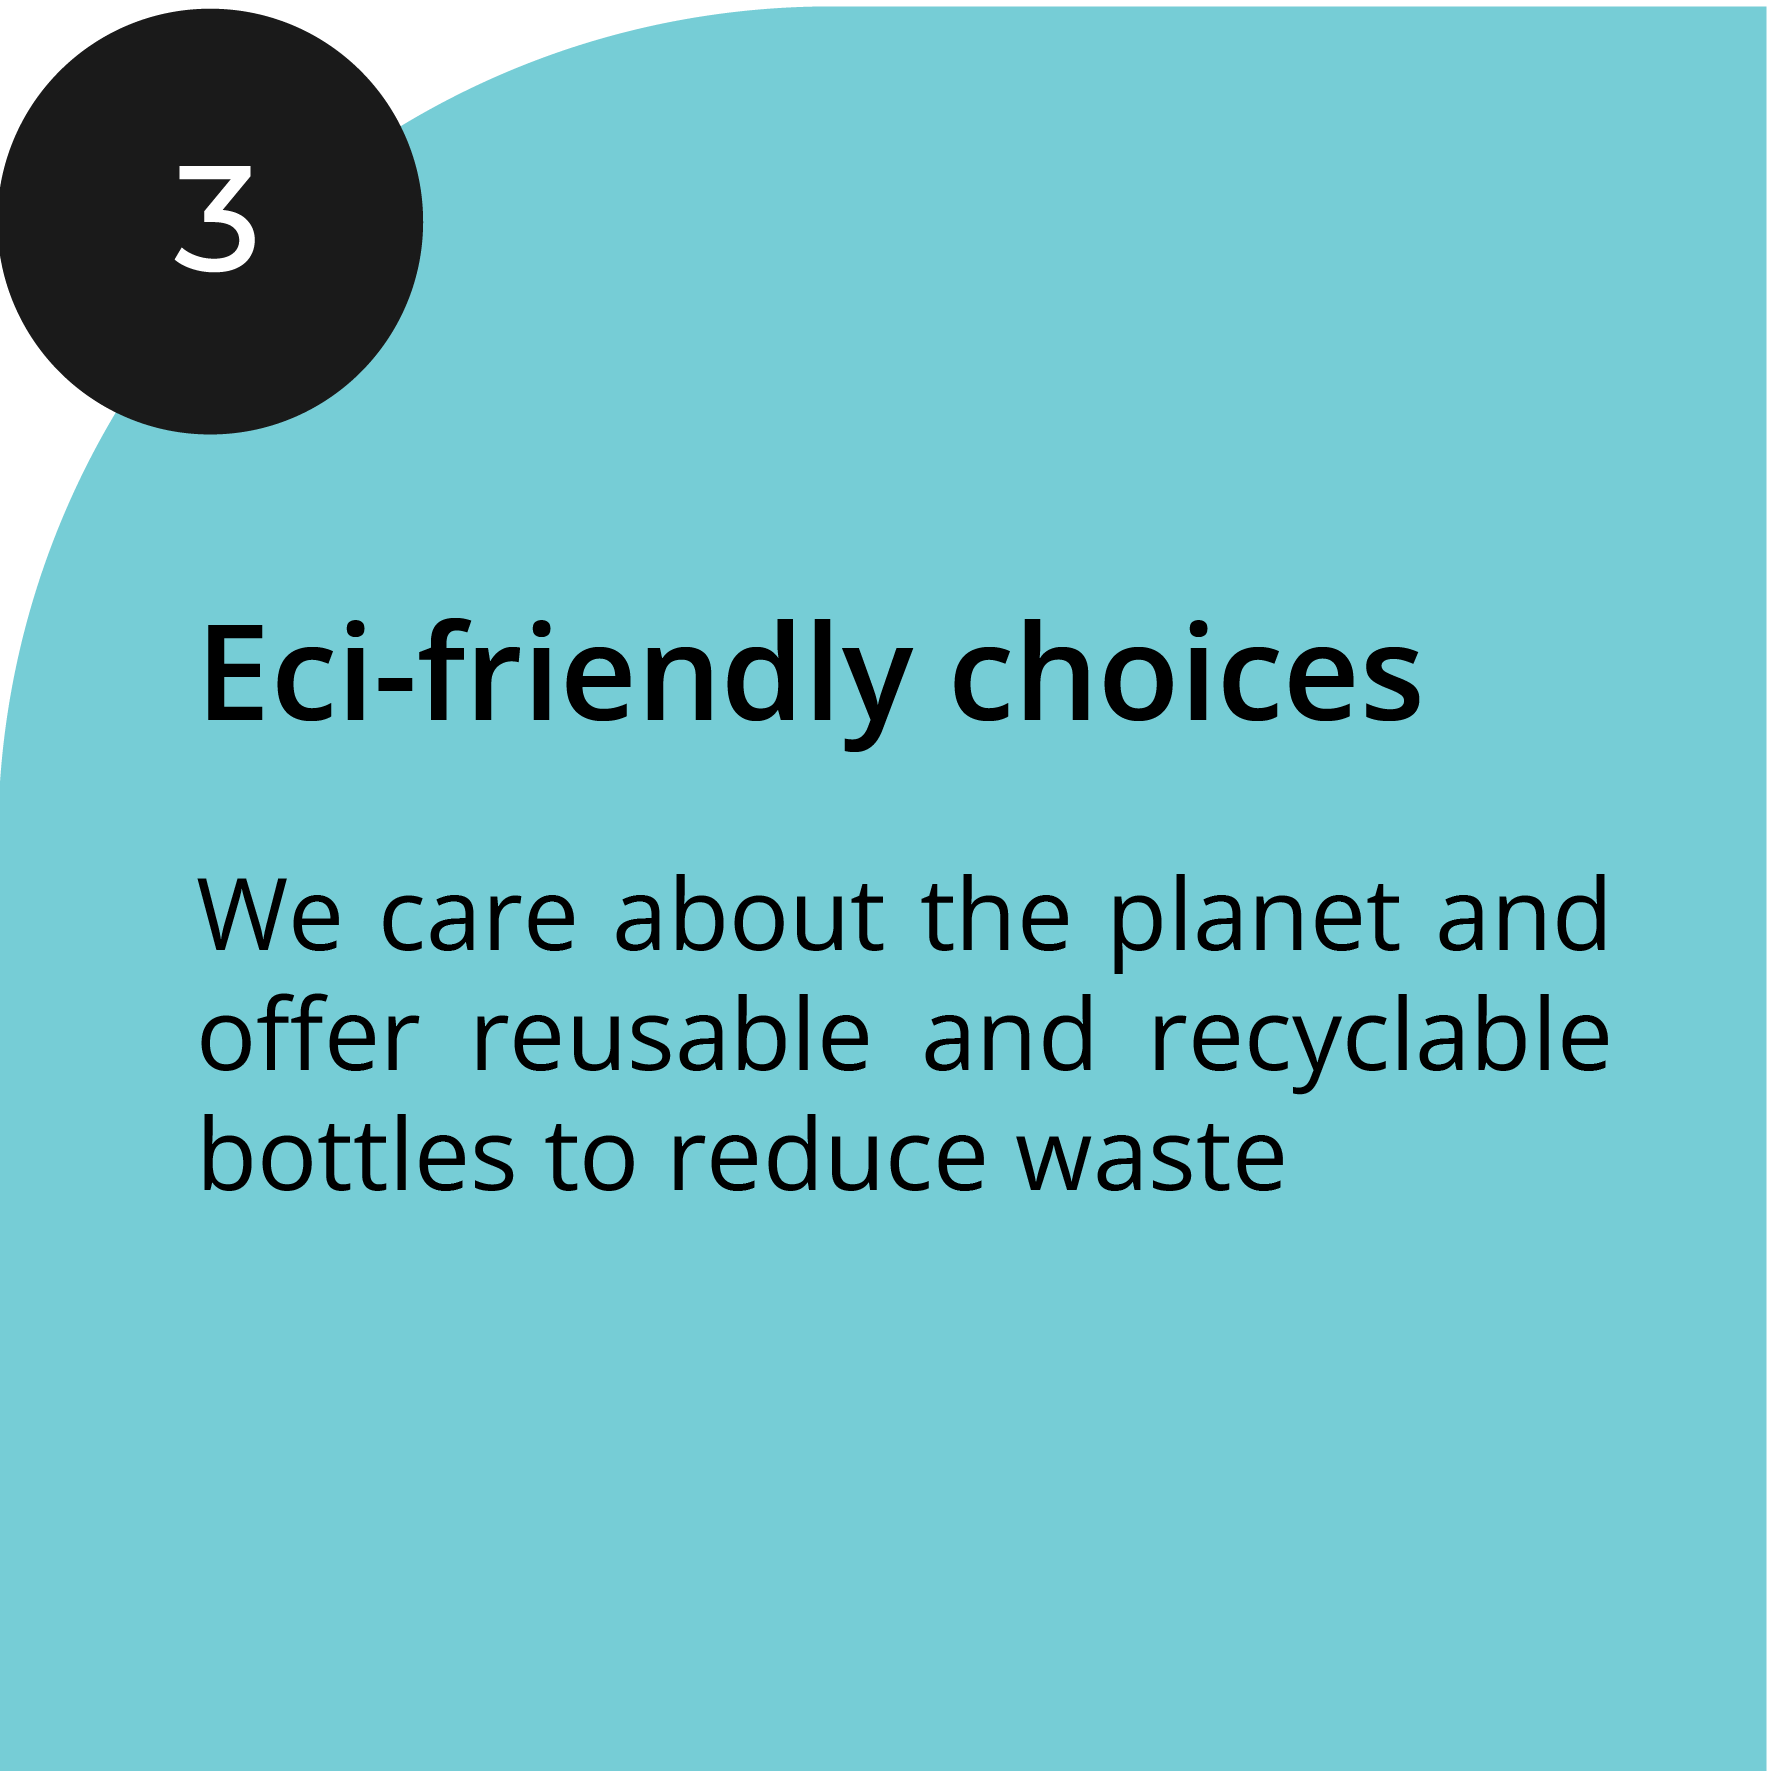 3
Eci-friendly choices
We care about the planet and
offer reusable and recyclable
bottles to reduce waste